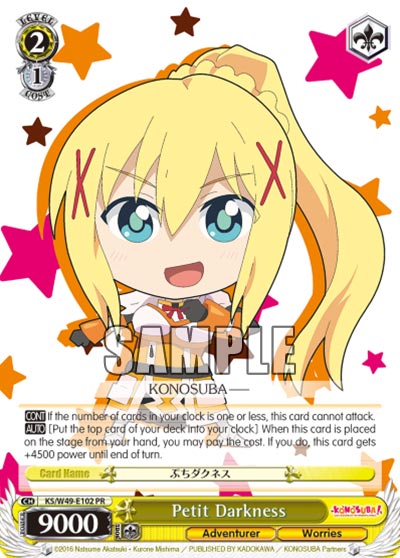 LEVEL
2
1
COST
KONOSUBA
SAMPLE
KONOSUBA
CONT If the number of cards in your clock is one or less, this card cannot attack.
AUTO [Put the top card of your deck into your clock] When this card is placed
on the stage from your hand, you may pay the cost. If you do, this card gets
+4500 power until end of turn.
Card Name
ぷちダクネス
CH KS/W49-E102 PR
POWER 9000 SOUL
Petit Darkness
KONOSUBA!
Adventurer Worries
©2016 Natsume Akatsuki・Kurone Mishima / PUBLISHED BY KADOKAWA / KONOSUBA Partners